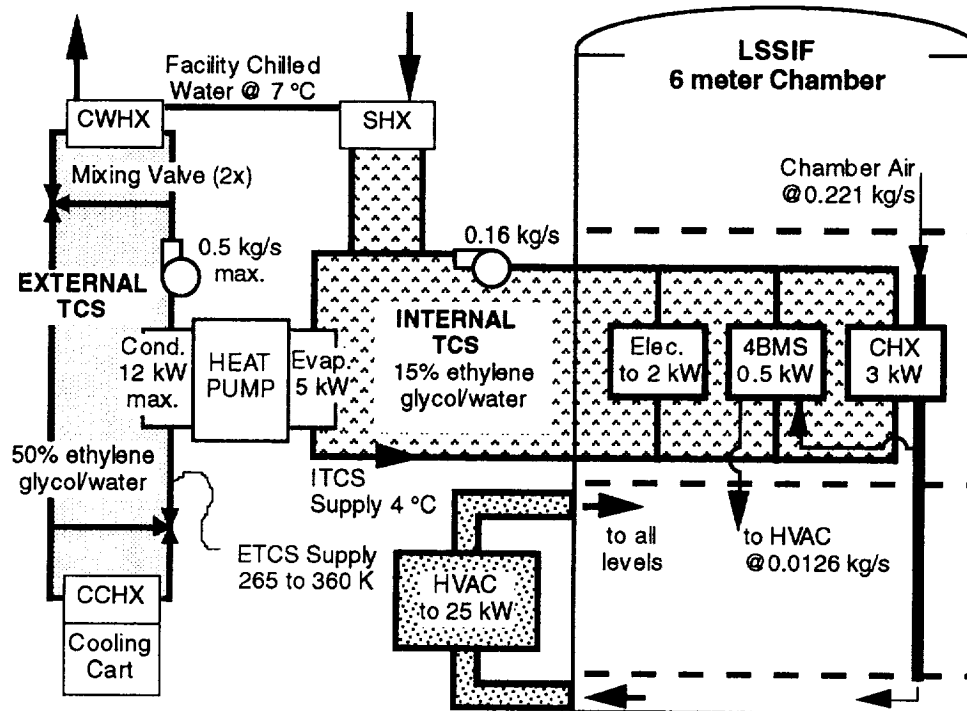 Facility Chilled
Water @ 7 °C
CWHX
SHX
LSSIF
6 meter Chamber
Mixing Valve (2x)
Chamber Air
@0.221 kg/s
0.5 kg/s
max.
0.16 kg/s
EXTERNAL
TCS
Cond.
12 kW
max.
HEAT
PUMP
Evap.
5 kW
INTERNAL
TCS
15% ethylene
glycol/water
Elec.
to 2 kW
4BMS
0.5 kW
CHX
3 kW
50% ethylene
glycol/water
ITCS
Supply 4 °C
ETCS Supply
265 to 360 K
HVAC
to 25 kW
to all
levels
to HVAC
@0.0126 kg/s
CCHX
Cooling
Cart